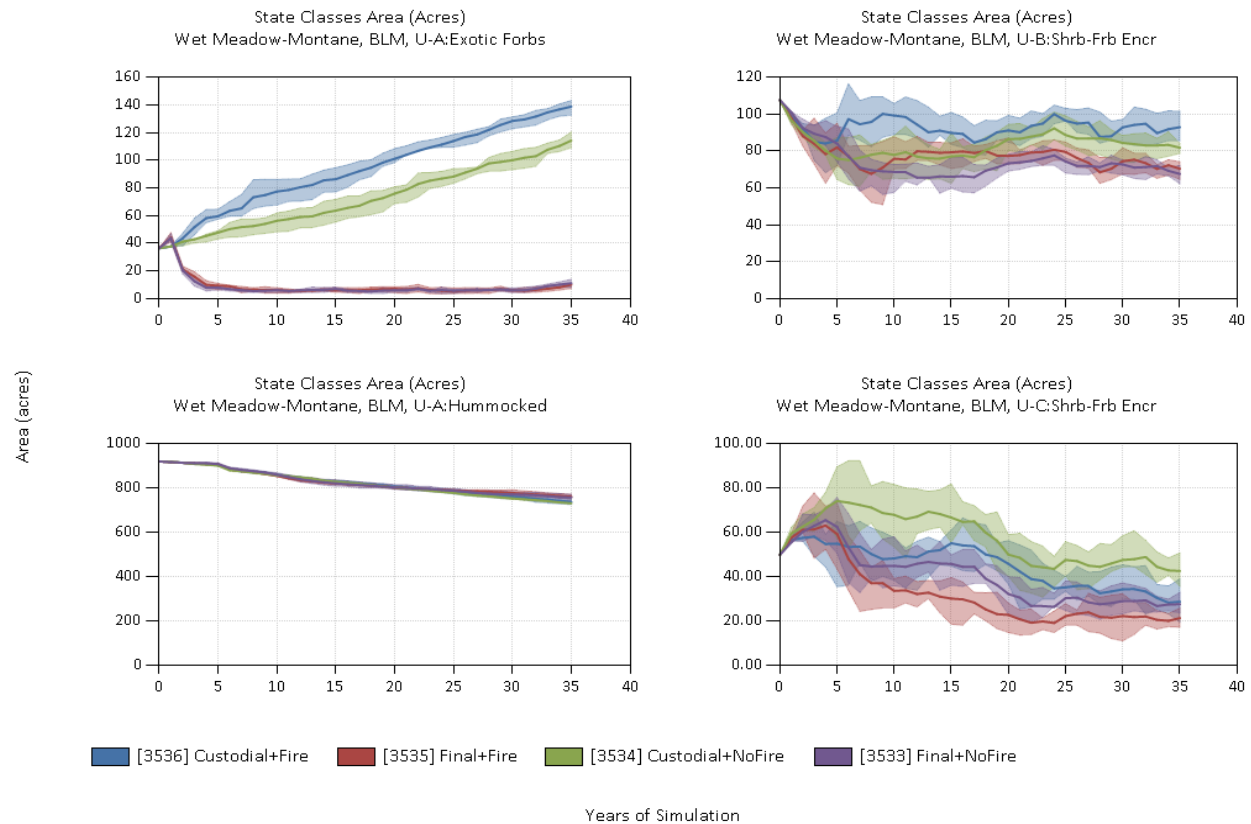 State Classes Area (Acres)
Wet Meadow-Montane, BLM, U-A:Exotic Forbs
160
140
120
100
80
60
40
20
0
0 5 10 15 20 25 30 35 40
State Classes Area (Acres)
Wet Meadow-Montane, BLM, U-B:Shrb-Frb Encr
120
100
80
60
40
20
0
0 5 10 15 20 25 30 35 40
Area (acres)
State Classes Area (Acres)
Wet Meadow-Montane, BLM, U-A:Hummocked
1000
800
600
400
200
0
0 5 10 15 20 25 30 35 40
State Classes Area (Acres)
Wet Meadow-Montane, BLM, U-C:Shrb-Frb Encr
100.00
80.00
60.00
40.00
20.00
0.00
0 5 10 15 20 25 30 35 40
[3536] Custodial+Fire [3535] Final+Fire [3534] Custodial+NoFire [3533] Final+NoFire
Years of Simulation